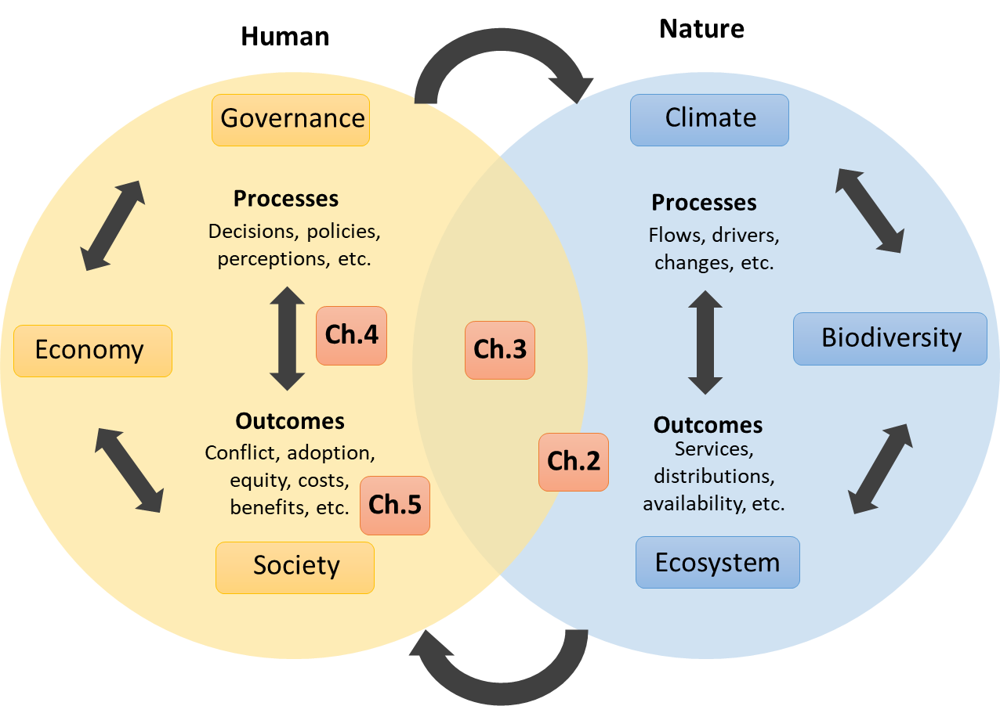 Human
Nature
Governance
Climate
Processes
Decisions, policies,
perceptions, etc.
Processes
Flows, drivers,
changes, etc.
Economy
Ch.4
Ch.3
Biodiversity
Outcomes
Conflict, adoption,
equity, costs,
benefits, etc.
Ch.5
Ch.2
Outcomes
Services,
distributions,
availability, etc.
Society
Ecosystem